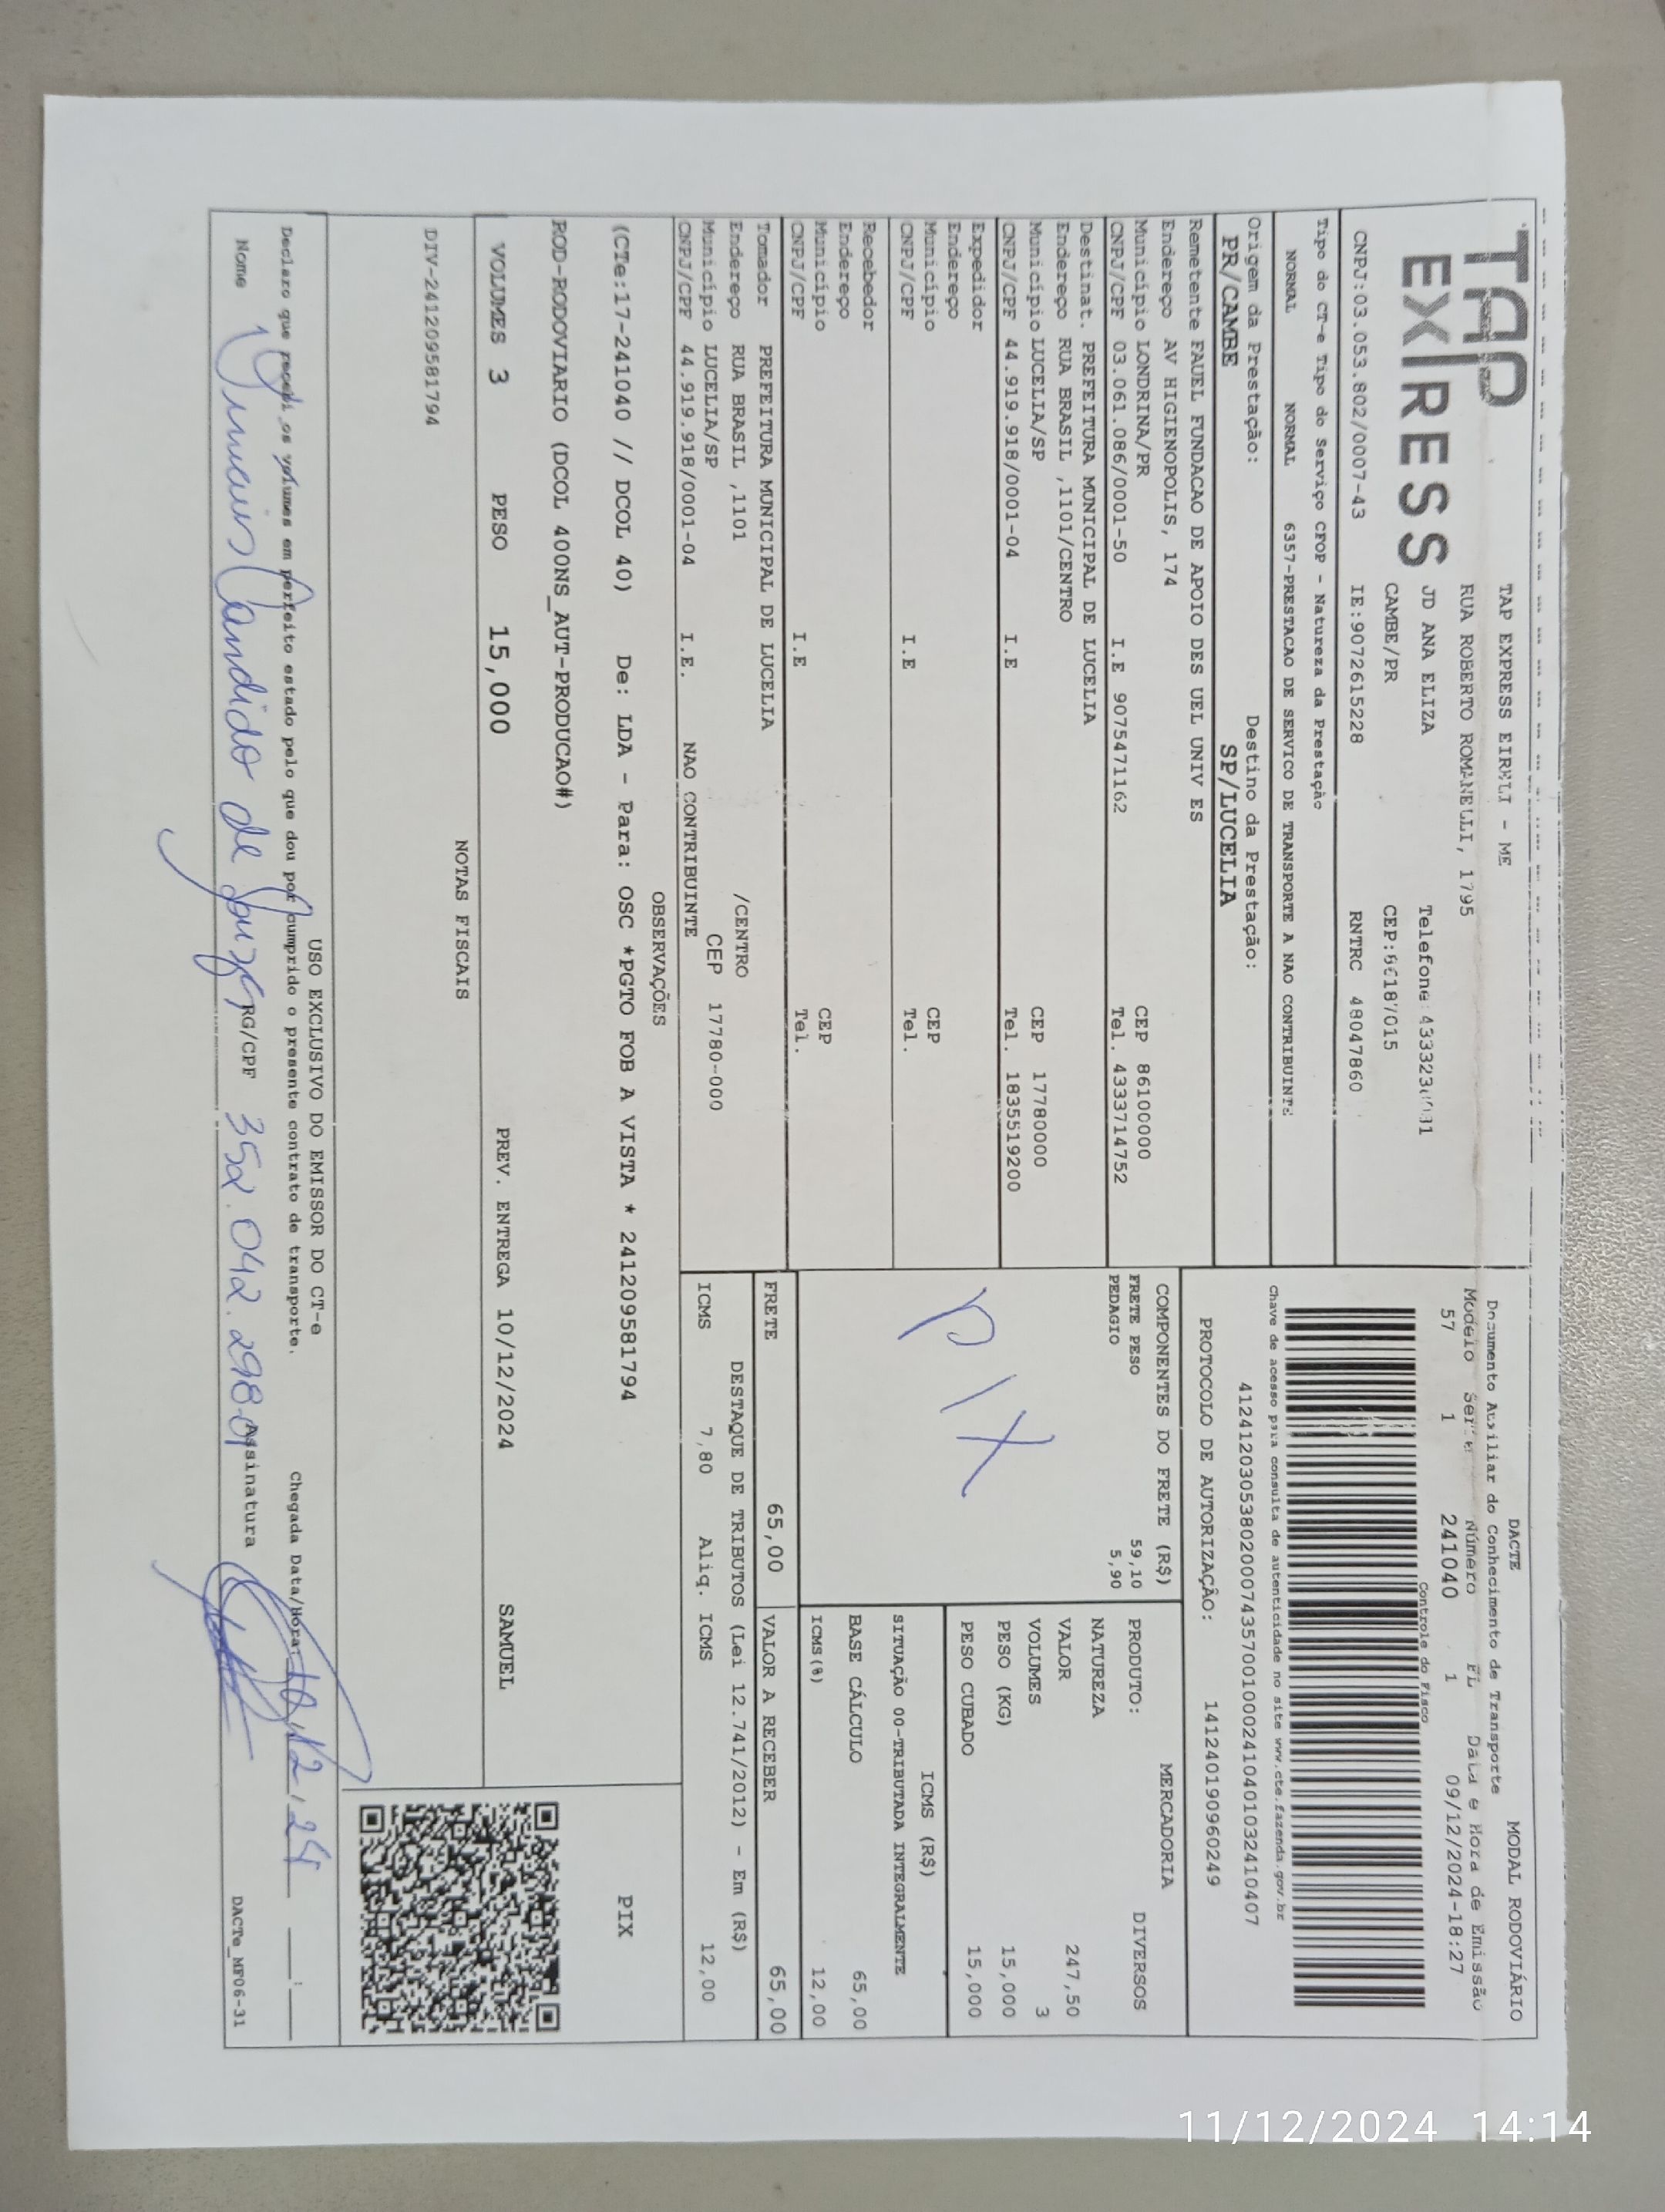 TAP
EXPRESS
TAP EXPRESS EIRELI - ME
RUA ROBERTO ROMANELLI, 1795
JD ANA ELIZA Telefone:
CAMBE/PR
CNPJ:03.053.802/0007-43 IE:9072615228 RNTRC 48047860
DACTE MODAL RODOVIÁRIO
Documento Auxiliar do Conhecimento de Transporte
Modelo Serie Número FL Data e Hora de Emissão
57 1 241040 1 09/12/2024-18:27
Controle do Fisco
Chave de acesso para consulta de autenticidade no site www.cte.fazenda.gov.br
41241203053802000743570010002410401032410407
PROTOCOLO DE AUTORIZAÇÃO: 141240190960249
Tipo do CT-e Tipo do Serviço CFOP - Natureza da Prestação
NORMAL NORMAL 6357-PRESTACAO DE SERVICO DE TRANSPORTE A NAO CONTRIBUINTE
Origem da Prestação: Destino da Prestação:
PR/CAMBE SP/LUCELIA
Remetente FAUEL FUNDACAO DE APOIO DES UEL UNIV ES
Endereço AV HIGIENOPOLIS, 174
Município LONDRINA/PR CEP 86100000
CNPJ/CPF 03.061.086/0001-50 I.E 9075471162 Tel. 4333714752
Destinat. PREFEITURA MUNICIPAL DE LUCELIA
Endereço RUA BRASIL ,1101/CENTRO
Município LUCELIA/SP CEP 17780000
CNPJ/CPF 44.919.918/0001-04 I.E Tel. 1835519200
Expedidor
Endereço
Município CEP
CNPJ/CPF I.E Tel.
Recebedor
Endereço
Município CEP
CNPJ/CPF I.E Tel.
Tomador PREFEITURA MUNICIPAL DE LUCELIA
Endereço RUA BRASIL ,1101 /CENTRO
Município LUCELIA/SP CEP 17780-000
CNPJ/CPF 44.919.918/0001-04 I.E. NAO CONTRIBUINTE
COMPONENTES DO FRETE (R$)
FRETE PESO 59,10
PEDAGIO 5,90
PIX
MERCADORIA
PRODUTO: DIVERSOS
NATUREZA
VALOR 247,50
VOLUMES 3
PESO (KG) 15,000
PESO CUBADO 15,000
ICMS (R$)
SITUAÇÃO 00-TRIBUTADA INTEGRALMENTE
BASE CÁLCULO 65,00
ICMS(%) 12,00
FRETE 65,00 VALOR A RECEBER 65,00
DESTAQUE DE TRIBUTOS (Lei 12.741/2012) - Em (R$)
ICMS 7,80 Aliq. ICMS 12,00
OBSERVAÇÕES
(CTe:17-241040 // DCOL 40) De: LDA - Para: OSC *PGTO FOB A VISTA * 241209581794
ROD-RODOVIARIO (DCOL 400NS_AUT-PRODUCAO#)
PIX
VOLUMES 3 PESO 15,000 PREV. ENTREGA 10/12/2024 SAMUEL
NOTAS FISCAIS
DIV-241209581794
USO EXCLUSIVO DO EMISSOR DO CT-e
Declaro que recebi os volumes em perfeito estado pelo que dou por cumprido o presente contrato de transporte. Chegada Data/Hora: 10/12/24 :
Nome Candido de Souza RG/CPF 352.042.298-01 Assinatura DACTe_MF06-31
11/12/2024 14:14